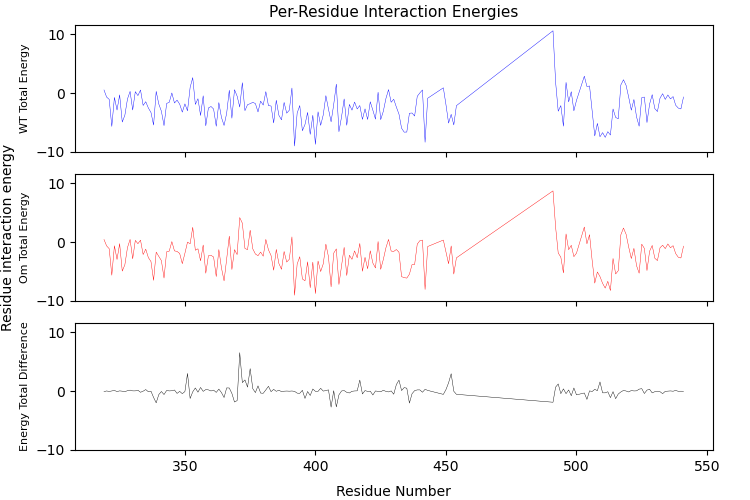 Per-Residue Interaction Energies
Residue interaction energy
WT Total Energy
10
0
−10
Om Total Energy
10
0
−10
Energy Total Difference
10
0
−10
350 400 450 500 550
Residue Number